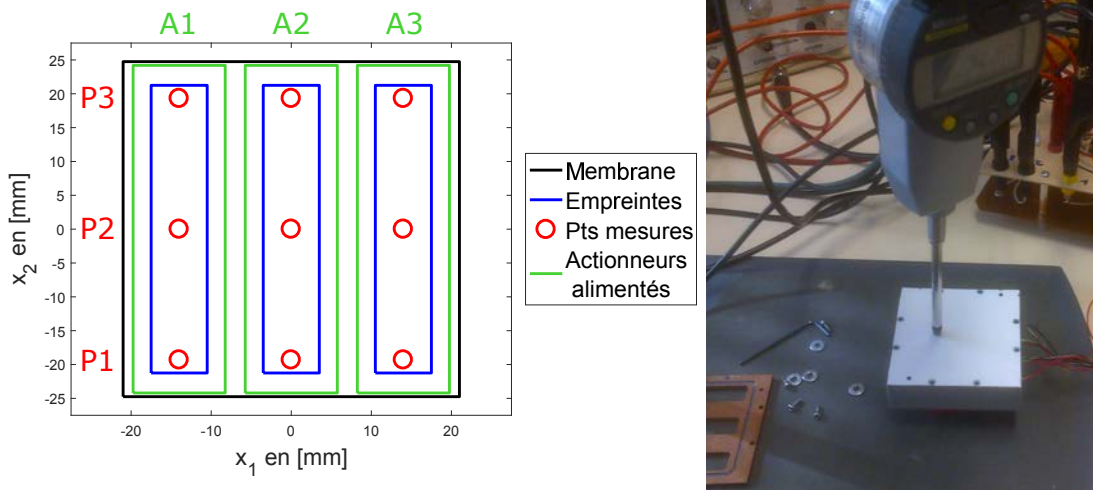 A1 A2 A3
25
P3
20
15
10
5
P2
0
-5
-10
-15
P1
-20
-25
-20 -10 0 10 20
x₁ en [mm]
x₂ en [mm]
Membrane
Empreintes
Pts mesures
Actionneurs
alimentés